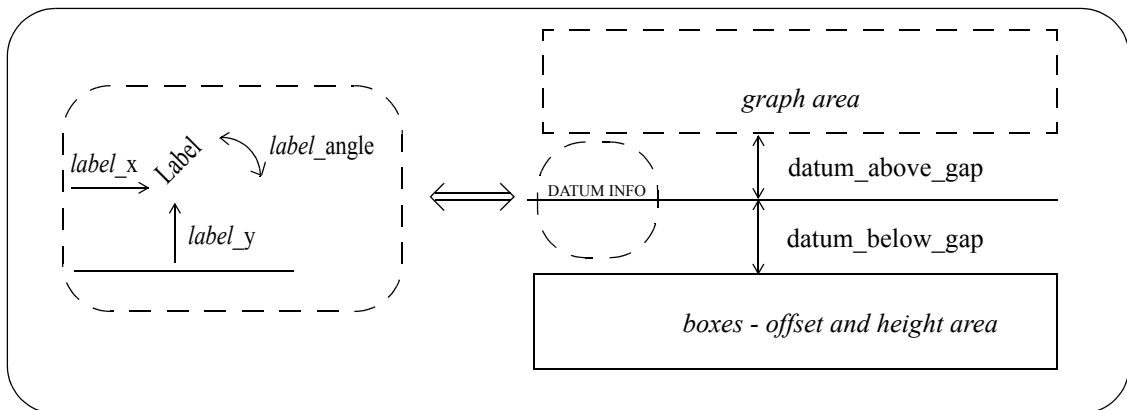 label_x
Label
label_angle
label_y
graph area
datum_above_gap
DATUM INFO
datum_below_gap
boxes - offset and height area